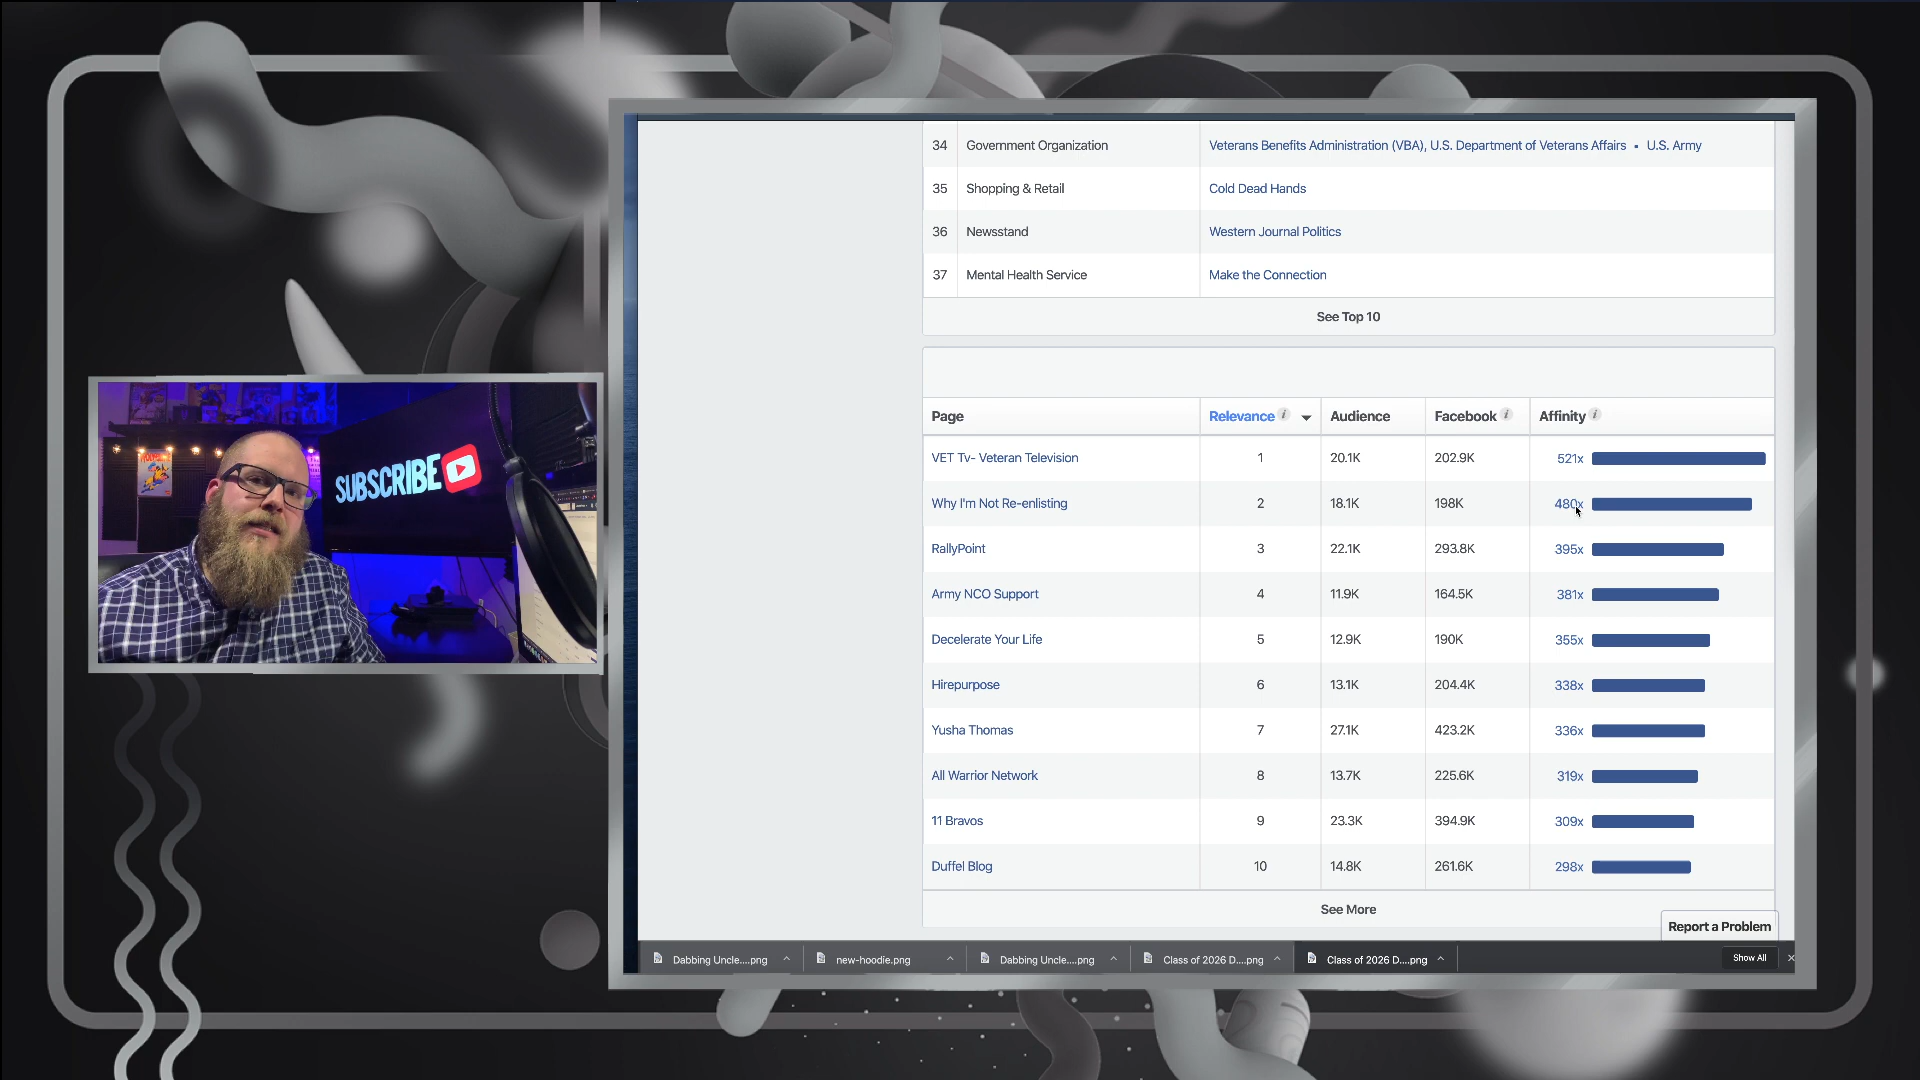 34 Government Organization Veterans Benefits Administration (VBA), U.S. Department of Veterans Affairs • U.S. Army
35 Shopping & Retail Cold Dead Hands
36 Newsstand Western Journal Politics
37 Mental Health Service Make the Connection
See Top 10
Page Relevance Audience Facebook Affinity
VET Tv- Veteran Television 1 20.1K 202.9K 521x
Why I'm Not Re-enlisting 2 18.1K 198K 480x
RallyPoint 3 22.1K 293.8K 395x
Army NCO Support 4 11.9K 164.5K 381x
Decelerate Your Life 5 12.9K 190K 355x
Hirepurpose 6 13.1K 204.4K 338x
Yusha Thomas 7 27.1K 423.2K 336x
All Warrior Network 8 13.7K 225.6K 319x
11 Bravos 9 23.3K 394.9K 309x
Duffel Blog 10 14.8K 261.6K 298x
See More
Report a Problem
Dabbing Uncle....png new-hoodie.png Dabbing Uncle....png Class of 2026 D....png Class of 2026 D....png Show All
SUBSCRIBE